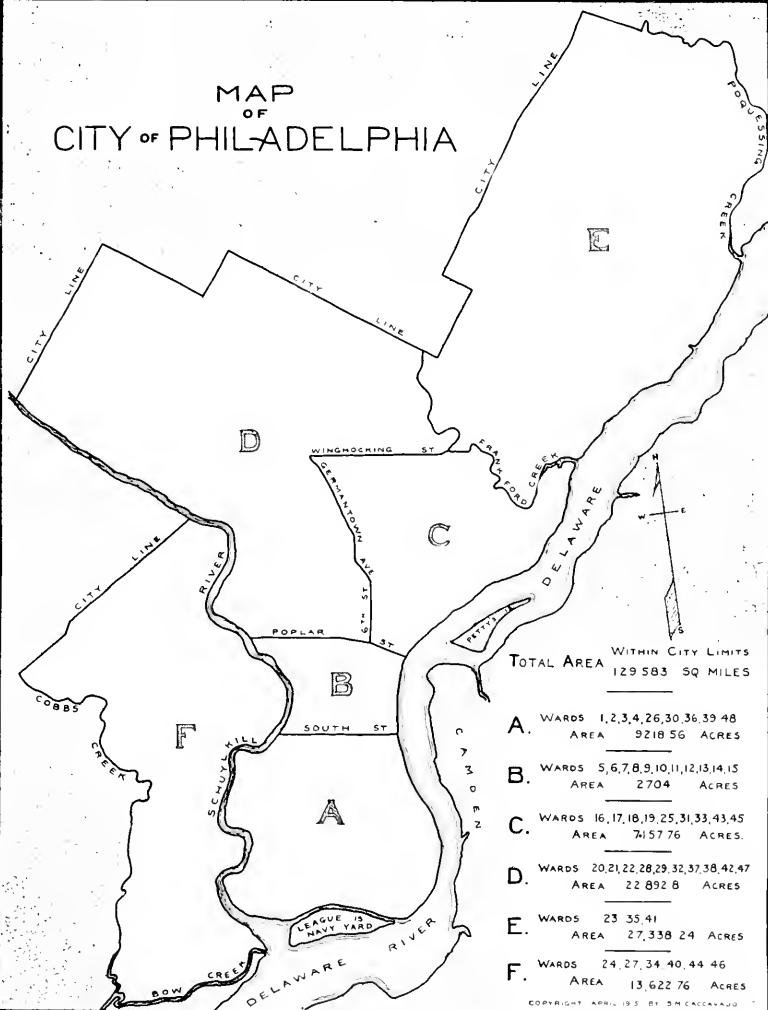 MAP
OF
CITY OF PHILADELPHIA
CITY LINE
POQUESSING
CREEK
E
CITY LINE
CITY LINE
D
WINGHOCKING ST
FRANKFORD CREEK
GERMANTOWN AVE
6TH ST
C
DELAWARE
N
W E
S
CITY LINE
RIVER
POPLAR ST
PETTYS I
B
COBBS
CREEK
F
SCHUYLKILL
SOUTH ST
CAMDEN
A
LEAGUE IS
NAVY YARD
DELAWARE RIVER
BOW CREEK
TOTAL AREA WITHIN CITY LIMITS
129 583 SQ MILES
A. WARDS 1,2,3,4,26,30,36,39 48
AREA 9218 56 ACRES
B. WARDS 5,6,7,8,9,10,11,12,13,14,15
AREA 2704 ACRES
C. WARDS 16,17,18,19,25,31,33,43,45
AREA 7157 76 ACRES.
D. WARDS 20,21,22,28,29,32,37,38,42,47
AREA 22 892 8 ACRES
E. WARDS 23 35,41
AREA 27,338 24 ACRES
F. WARDS 24,27,34,40,44 46
AREA 13,622 76 ACRES
COPYRIGHT APRIL BY